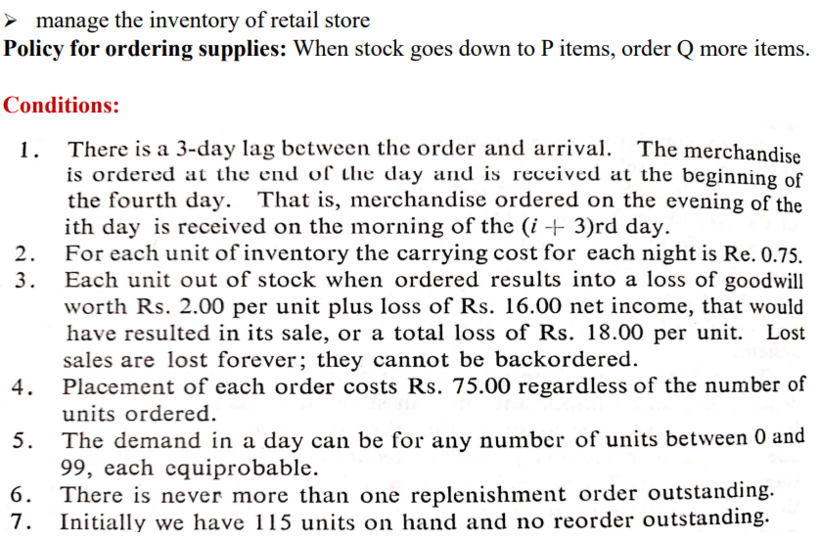 ➢ manage the inventory of retail store
Policy for ordering supplies: When stock goes down to P items, order Q more items.
Conditions:
1. There is a 3-day lag between the order and arrival. The merchandise
is ordered at the end of the day and is received at the beginning of
the fourth day. That is, merchandise ordered on the evening of the
ith day is received on the morning of the (i + 3)rd day.
2. For each unit of inventory the carrying cost for each night is Re. 0.75.
3. Each unit out of stock when ordered results into a loss of goodwill
worth Rs. 2.00 per unit plus loss of Rs. 16.00 net income, that would
have resulted in its sale, or a total loss of Rs. 18.00 per unit. Lost
sales are lost forever; they cannot be backordered.
4. Placement of each order costs Rs. 75.00 regardless of the number of
units ordered.
5. The demand in a day can be for any number of units between 0 and
99, each equiprobable.
6. There is never more than one replenishment order outstanding.
7. Initially we have 115 units on hand and no reorder outstanding.